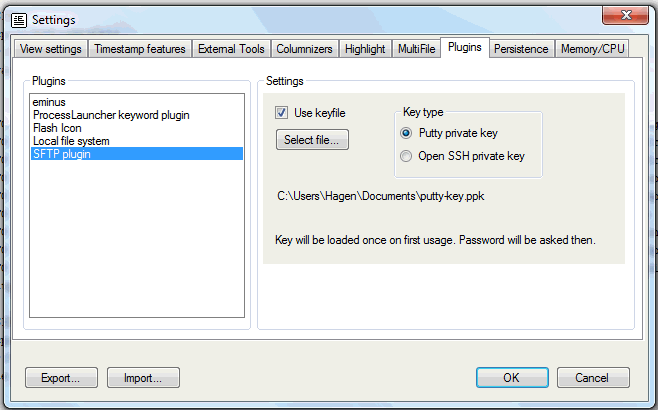 Settings
View settings Timestamp features External Tools Columnizers Highlight MultiFile Plugins Persistence Memory/CPU
Plugins
eminus
ProcessLauncher keyword plugin
Flash Icon
Local file system
SFTP plugin
Settings
Use keyfile
Select file...
Key type
Putty private key
Open SSH private key
C:\Users\Hagen\Documents\putty-key.ppk
Key will be loaded once on first usage. Password will be asked then.
Export... Import... OK Cancel